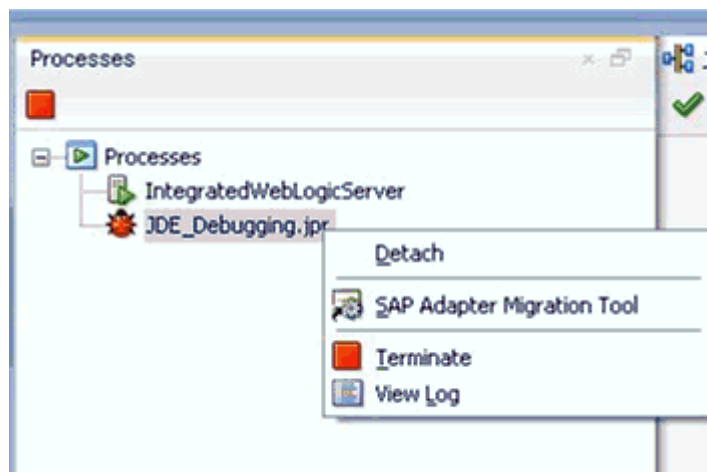 Processes
Processes
IntegratedWebLogicServer
JDE_Debugging.jpr
Detach
SAP Adapter Migration Tool
Terminate
View Log